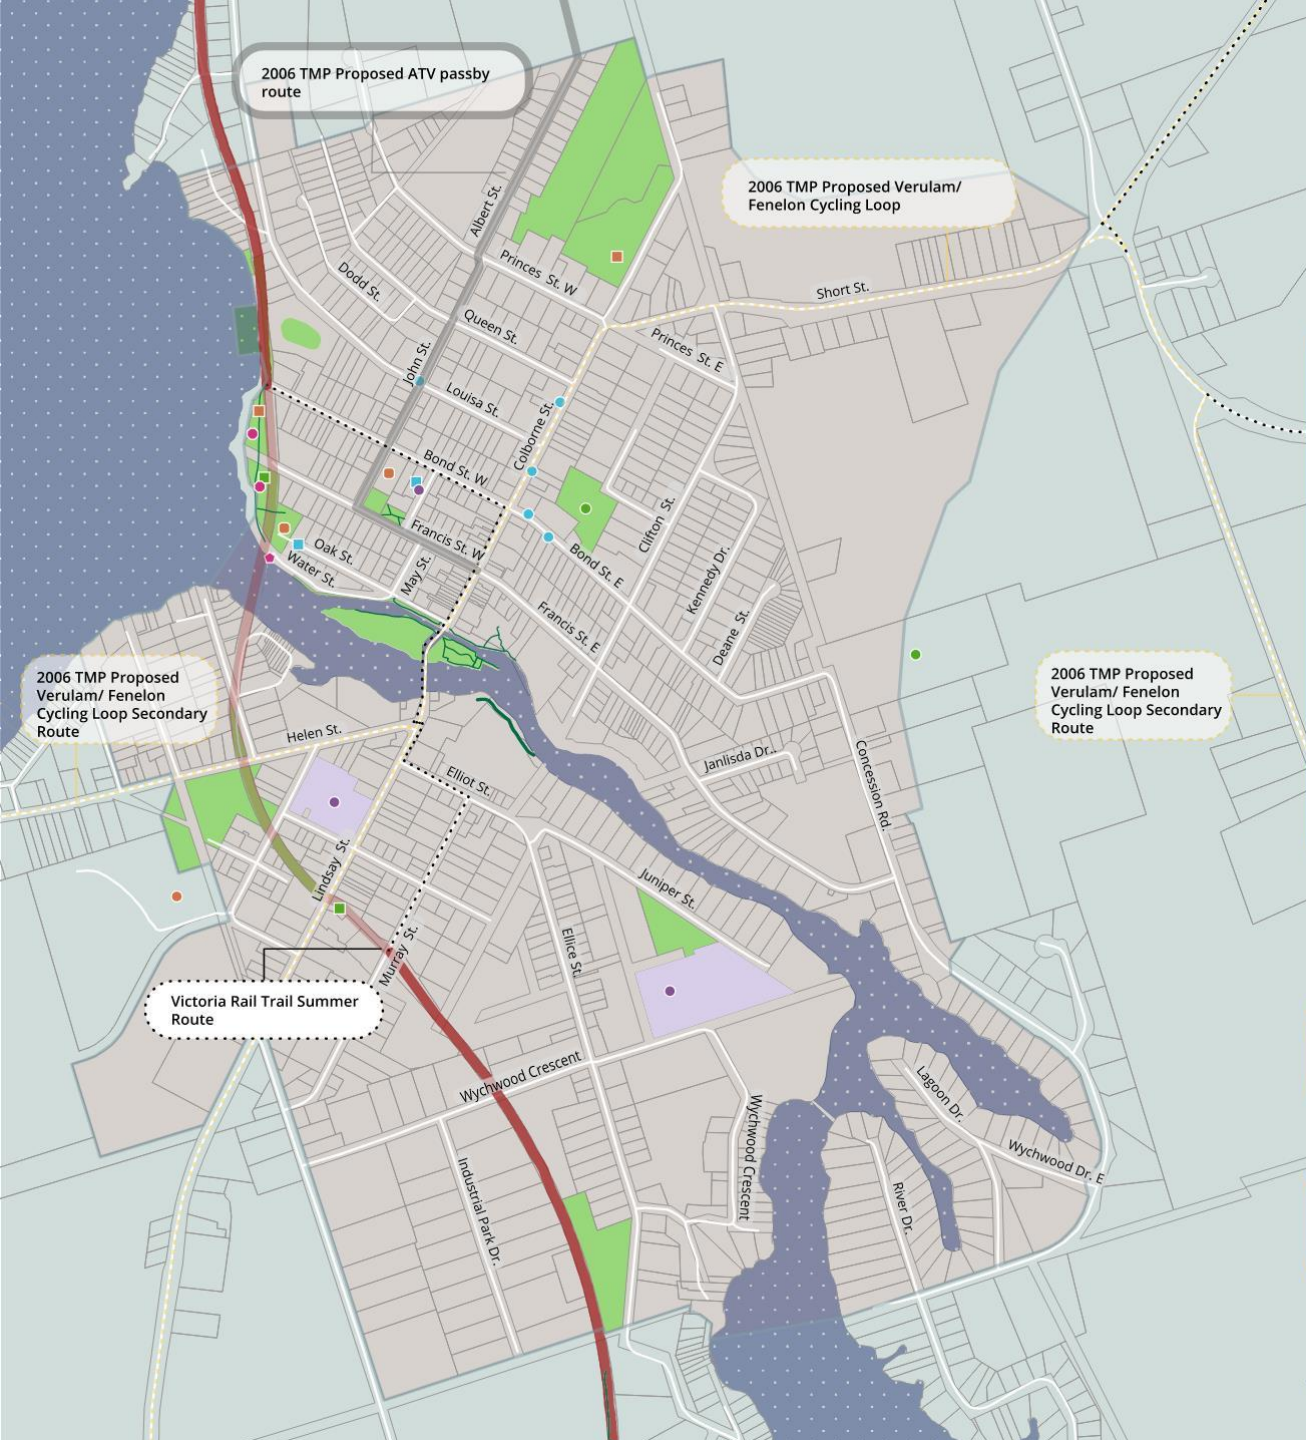 2006 TMP Proposed ATV passby
route
2006 TMP Proposed Verulam/
Fenelon Cycling Loop
Albert St.
Princes St. W
Dodd St.
Short St.
Queen St.
Princes St. E
John St.
Louisa St.
Colborne St.
Bond St. W
Clifton St.
Francis St. W
Oak St.
Bond St. E
Water St.
May St.
Kennedy Dr.
Francis St. E
Deane St.
2006 TMP Proposed
Verulam/ Fenelon
Cycling Loop Secondary
Route
2006 TMP Proposed
Verulam/ Fenelon
Cycling Loop Secondary
Route
Helen St.
Janlisda Dr..
Concession Rd.
Elliot St.
Lindsay St.
Juniper St.
Ellice St.
Murray St.
Victoria Rail Trail Summer
Route
Wychwood Crescent
Lagoon Dr.
Wychwood Crescent
Wychwood Dr. E
Industrial Park Dr.
River Dr.